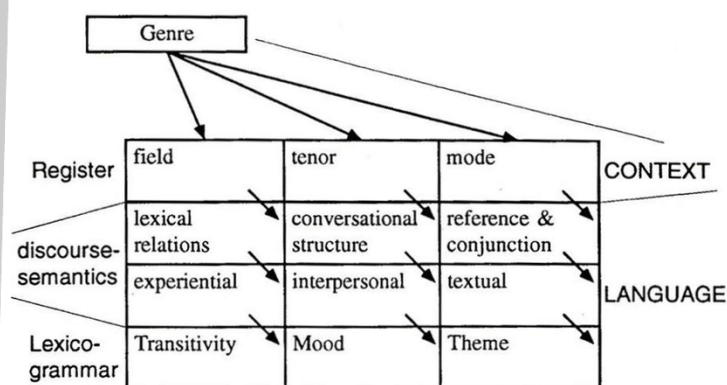 Genre
Register
field
tenor
mode
CONTEXT
discourse-
semantics
lexical
relations
conversational
structure
reference &
conjunction
experiential
interpersonal
textual
LANGUAGE
Lexico-
grammar
Transitivity
Mood
Theme